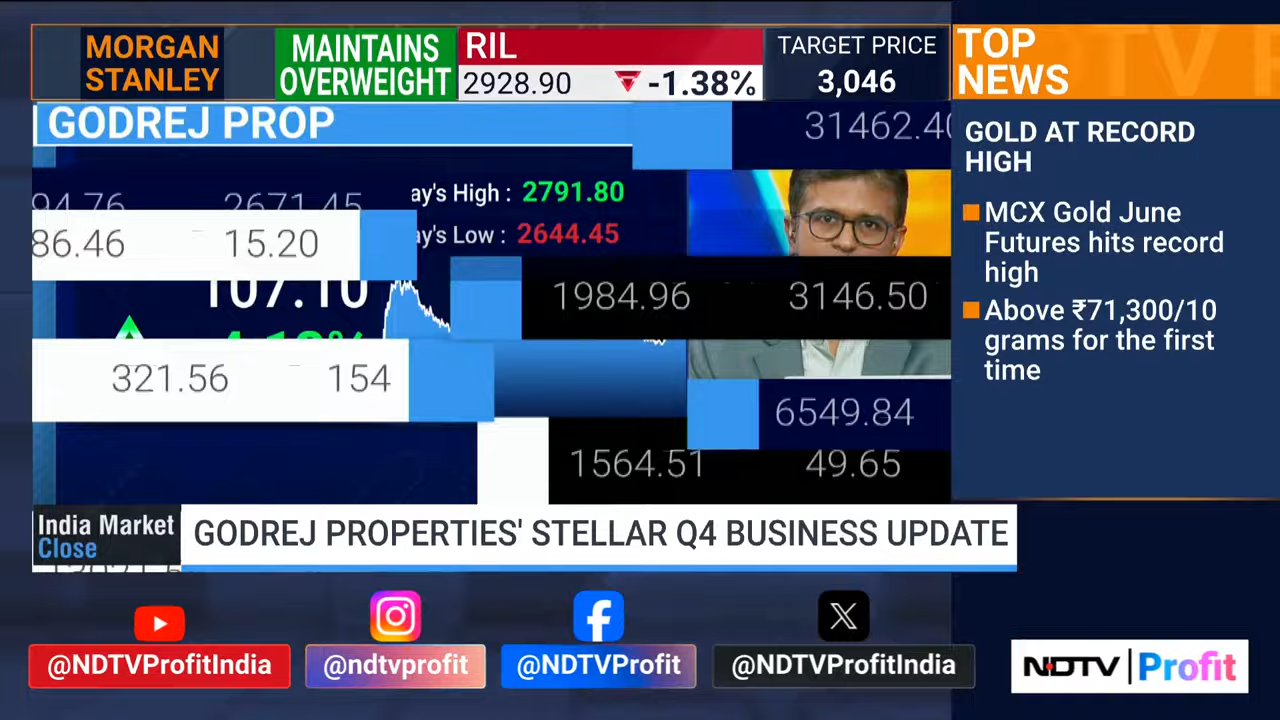 MORGAN
STANLEY
MAINTAINS
OVERWEIGHT
RIL
2928.90 -1.38%
TARGET PRICE
3,046
TOP
NEWS
GODREJ PROP
31462.40
GOLD AT RECORD
HIGH
MCX Gold June
Futures hits record
high
Above ₹71,300/10
grams for the first
time
94.76 2671.45
ay's High : 2791.80
86.46 15.20
ay's Low : 2644.45
107.10
1984.96 3146.50
321.56 154
6549.84
1564.51 49.65
India Market
Close
GODREJ PROPERTIES' STELLAR Q4 BUSINESS UPDATE
@NDTVProfitIndia
@ndtvprofit
@NDTVProfit
@NDTVProfitIndia
NDTV Profit